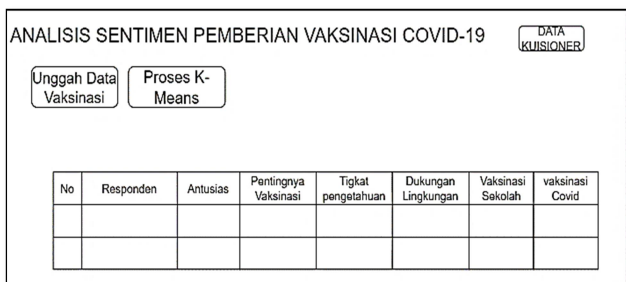 ANALISIS SENTIMEN PEMBERIAN VAKSINASI COVID-19
DATA
KUISIONER
Unggah Data
Vaksinasi
Proses K-
Means
No
Responden
Antusias
Pentingnya
Vaksinasi
Tigkat
pengetahuan
Dukungan
Lingkungan
Vaksinasi
Sekolah
vaksinasi
Covid